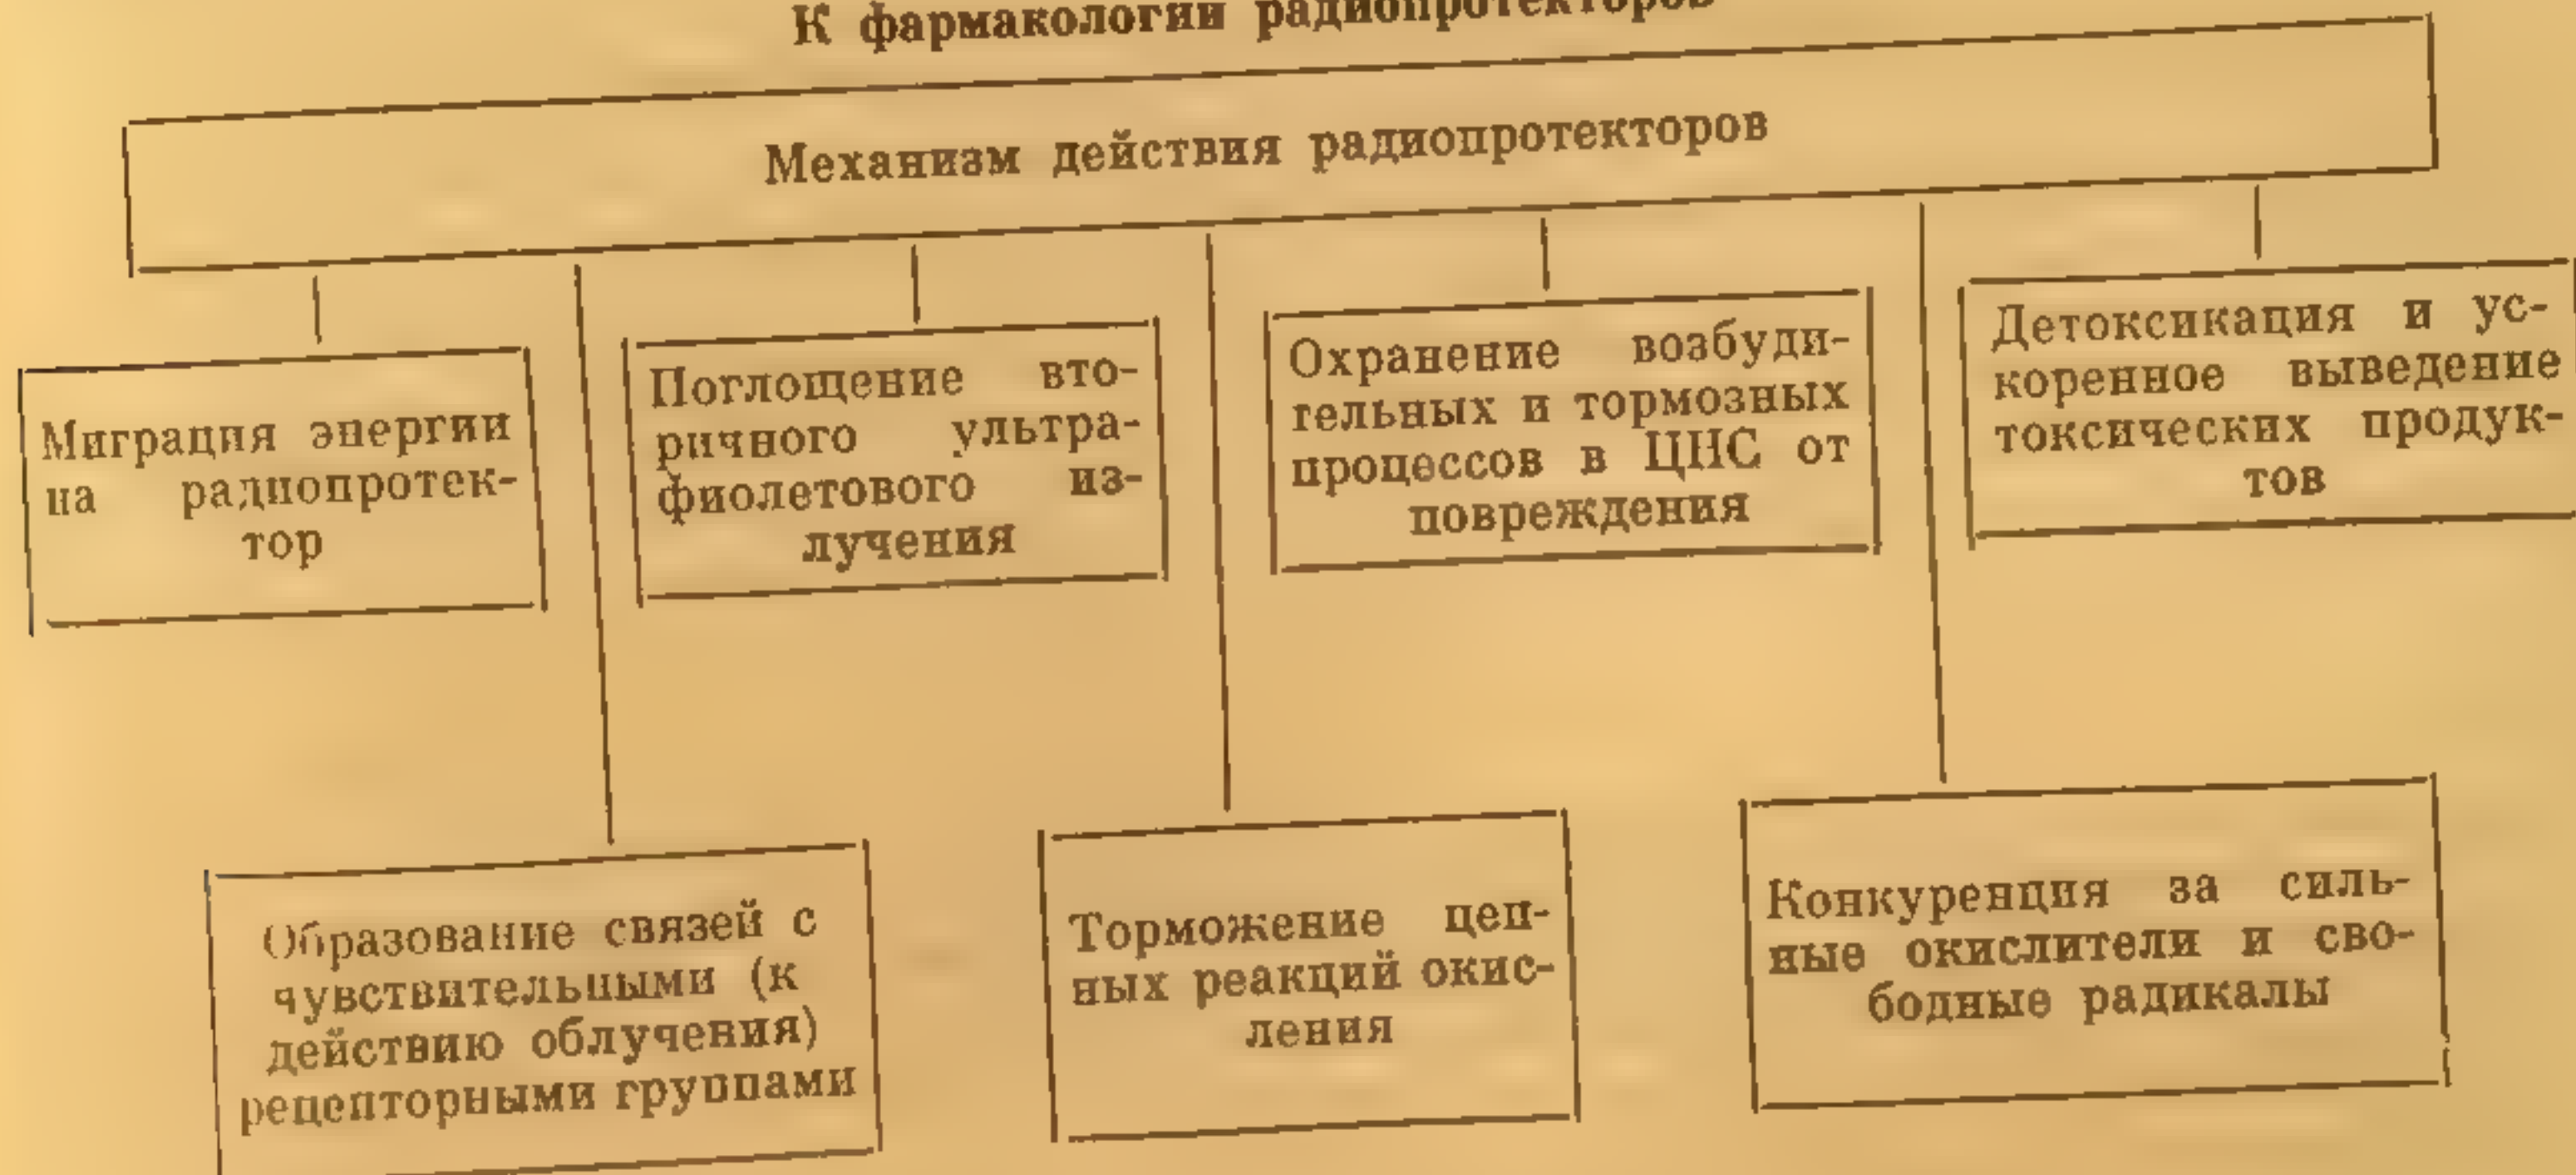 К фармакологии радиопротекторов
Механизм действия радиопротекторов
Миграция энергии
на радиопротек-
тор
Поглощение вто-
ричного ультра-
фиолетового из-
лучения
Охранение возбуди-
тельных и тормозных
процессов в ЦНС от
повреждения
Детоксикация и ус-
коренное выведение
токсических продук-
тов
Образование связей с
чувствительными (к
действию облучения)
рецепторными группами
Торможение цеп-
ных реакций окис-
ления
Конкуренция за силь-
ные окислители и сво-
бодные радикалы